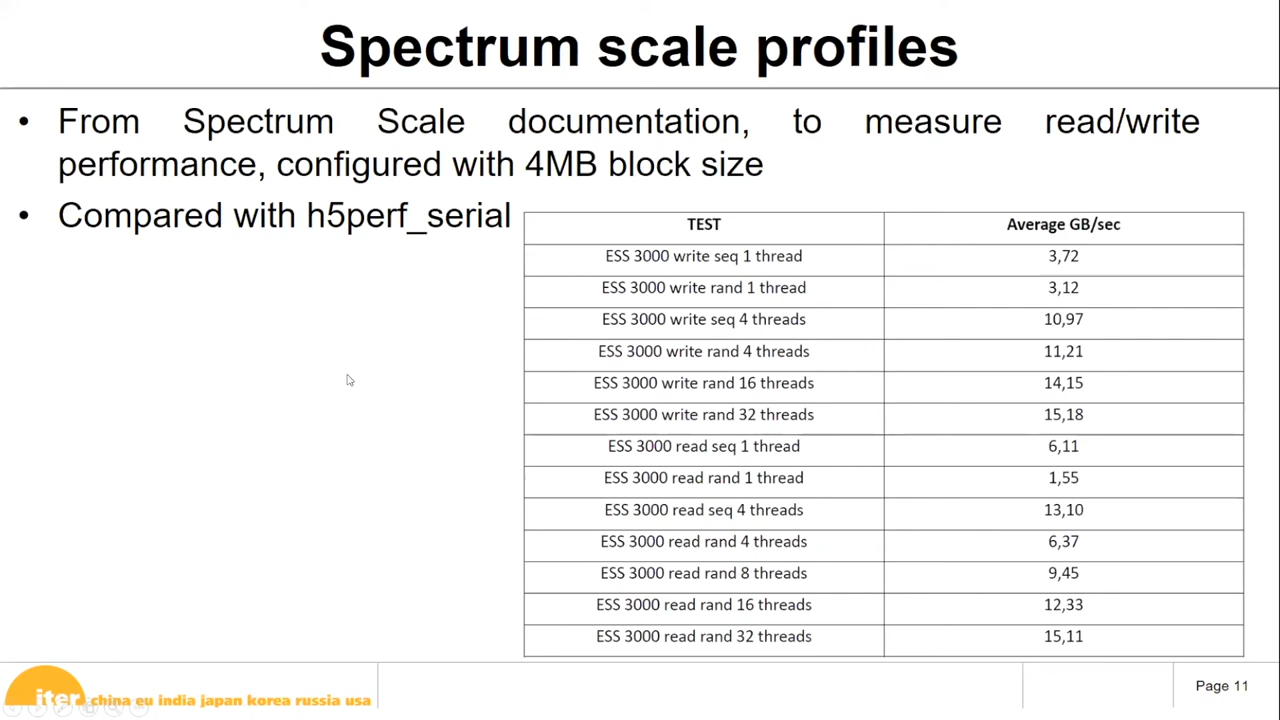 Spectrum scale profiles
• From Spectrum Scale documentation, to measure read/write
performance, configured with 4MB block size
• Compared with h5perf_serial
TEST Average GB/sec
ESS 3000 write seq 1 thread 3,72
ESS 3000 write rand 1 thread 3,12
ESS 3000 write seq 4 threads 10,97
ESS 3000 write rand 4 threads 11,21
ESS 3000 write rand 16 threads 14,15
ESS 3000 write rand 32 threads 15,18
ESS 3000 read seq 1 thread 6,11
ESS 3000 read rand 1 thread 1,55
ESS 3000 read seq 4 threads 13,10
ESS 3000 read rand 4 threads 6,37
ESS 3000 read rand 8 threads 9,45
ESS 3000 read rand 16 threads 12,33
ESS 3000 read rand 32 threads 15,11
iter china eu india japan korea russia usa
Page 11